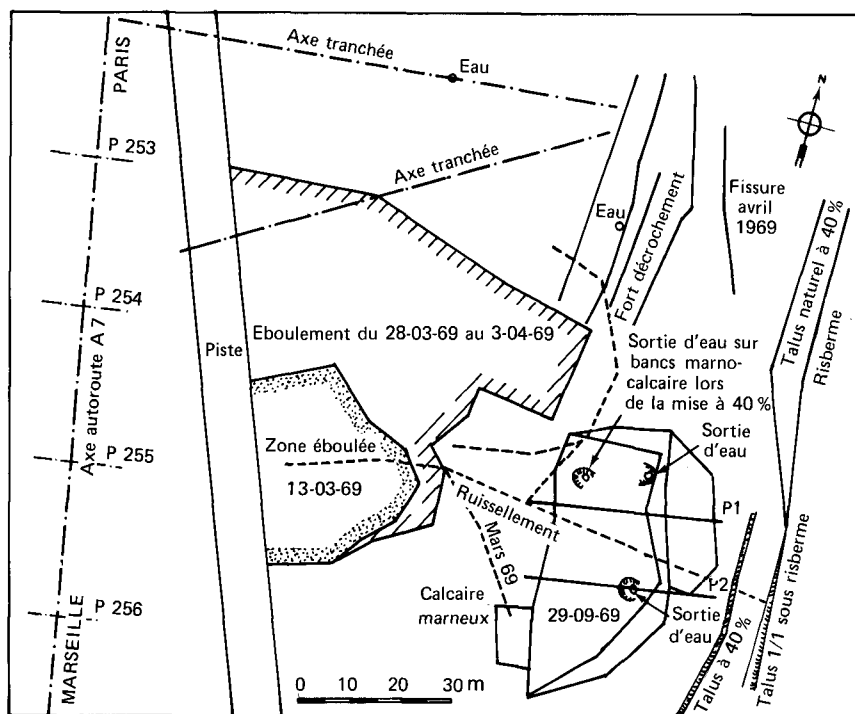 Axe tranchée
Eau
N
PARIS
P 253
Axe tranchée
Fissure
avril
1969
Eau
Fort décrochement
Talus naturel à 40 %
Risberme
P 254
Axe autoroute A 7
Piste
Eboulement du 28-03-69 au 3-04-69
Sortie d'eau sur
bancs marno-
calcaire lors
de la mise à 40 %
Sortie
d'eau
Zone éboulée
13-03-69
P 255
Ruissellement
P1
Mars 69
P2
Calcaire
marneux
29-09-69
Sortie
d'eau
P 256
MARSEILLE
Talus à 40 %
Talus 1/1 sous risberme
0 10 20 30 m